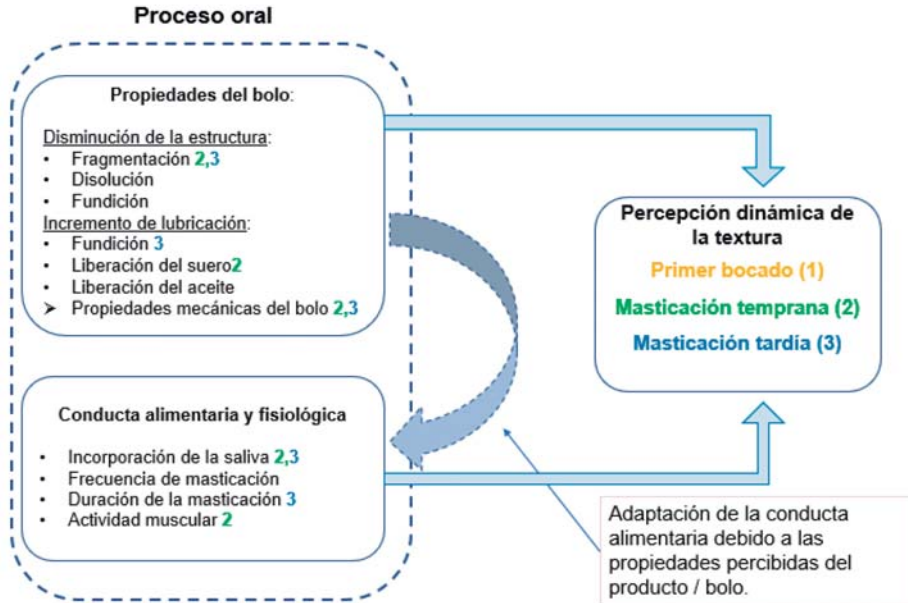 Proceso oral
Propiedades del bolo:
Disminución de la estructura:
• Fragmentación 2,3
• Disolución
• Fundición
Incremento de lubricación:
• Fundición 3
• Liberación del suero2
• Liberación del aceite
➤ Propiedades mecánicas del bolo 2,3
Conducta alimentaria y fisiológica
• Incorporación de la saliva 2,3
• Frecuencia de masticación
• Duración de la masticación 3
• Actividad muscular 2
Percepción dinámica de
la textura
Primer bocado (1)
Masticación temprana (2)
Masticación tardía (3)
Adaptación de la conducta
alimentaria debido a las
propiedades percibidas del
producto / bolo.